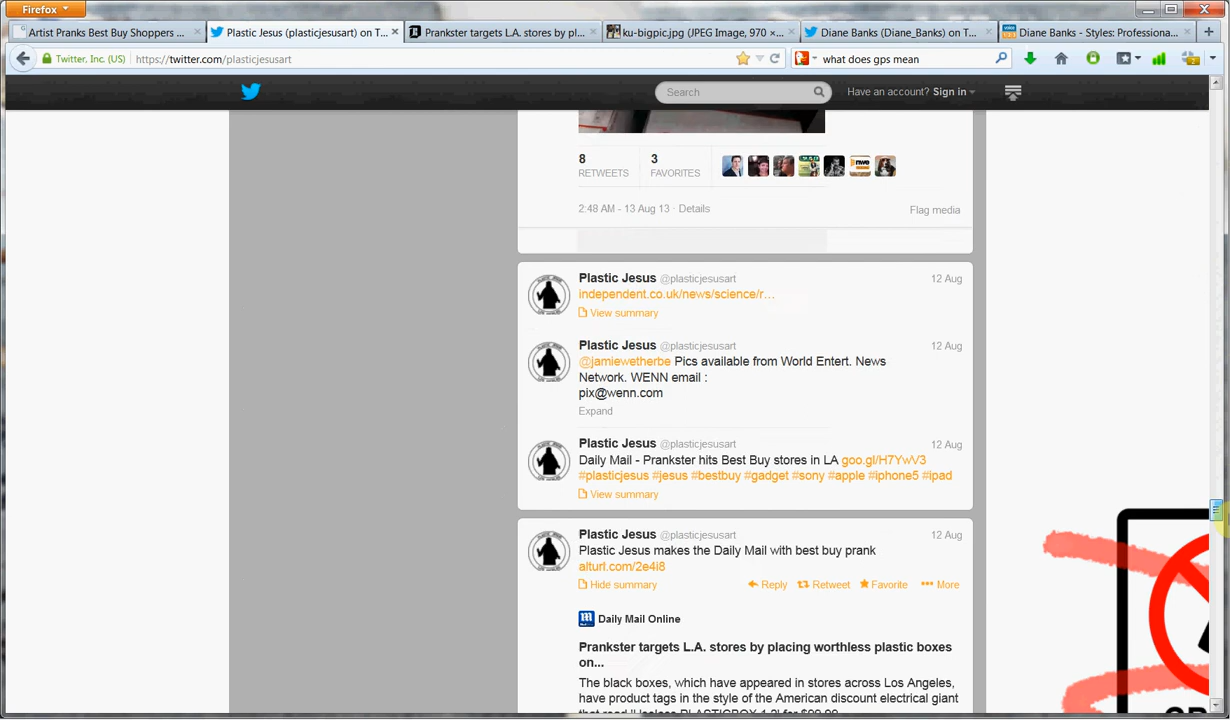 Firefox
Artist Pranks Best Buy Shoppers ...
Plastic Jesus (plasticjesusart) on T...
Prankster targets L.A. stores by pl...
ku-bigpic.jpg (JPEG Image, 970 ×...
Diane Banks (Diane_Banks) on T...
Diane Banks - Styles: Professiona...
Twitter, Inc. (US)
https://twitter.com/plasticjesusart
what does gps mean
Search
Have an account? Sign in
8
RETWEETS
3
FAVORITES
2:48 AM - 13 Aug 13 · Details
Flag media
Plastic Jesus @plasticjesusart 12 Aug
independent.co.uk/news/science/r…
View summary
Plastic Jesus @plasticjesusart 12 Aug
@jamiewetherbe Pics available from World Entert. News
Network. WENN email :
pix@wenn.com
Expand
Plastic Jesus @plasticjesusart 12 Aug
Daily Mail - Prankster hits Best Buy stores in LA goo.gl/H7YwV3
#plasticjesus #jesus #bestbuy #gadget #sony #apple #iphone5 #ipad
View summary
Plastic Jesus @plasticjesusart 12 Aug
Plastic Jesus makes the Daily Mail with best buy prank
alturl.com/2e4i8
Hide summary Reply Retweet Favorite More
Daily Mail Online
Prankster targets L.A. stores by placing worthless plastic boxes
on...
The black boxes, which have appeared in stores across Los Angeles,
have product tags in the style of the American discount electrical giant
that read 'Useless PLASTICBOX 1.2' for $99.99